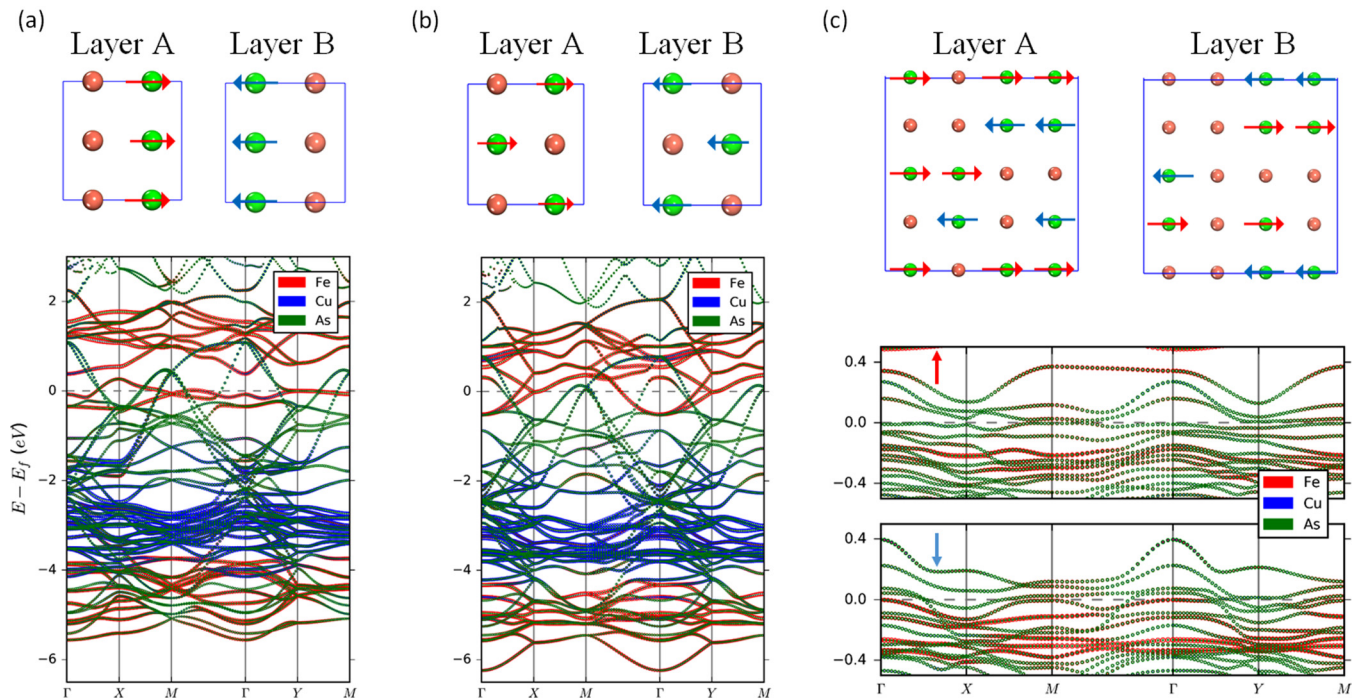 (a)
Layer A Layer B
(b)
Layer A Layer B
(c)
Layer A Layer B
E − E_f (eV)
2
0
−2
−4
−6
Fe
Cu
As
Γ X M Γ Y M
2
0
−2
−4
−6
Fe
Cu
As
Γ X M Γ Y M
0.4
0.0
−0.4
Fe
Cu
As
0.4
0.0
−0.4
Γ X M Γ Y M